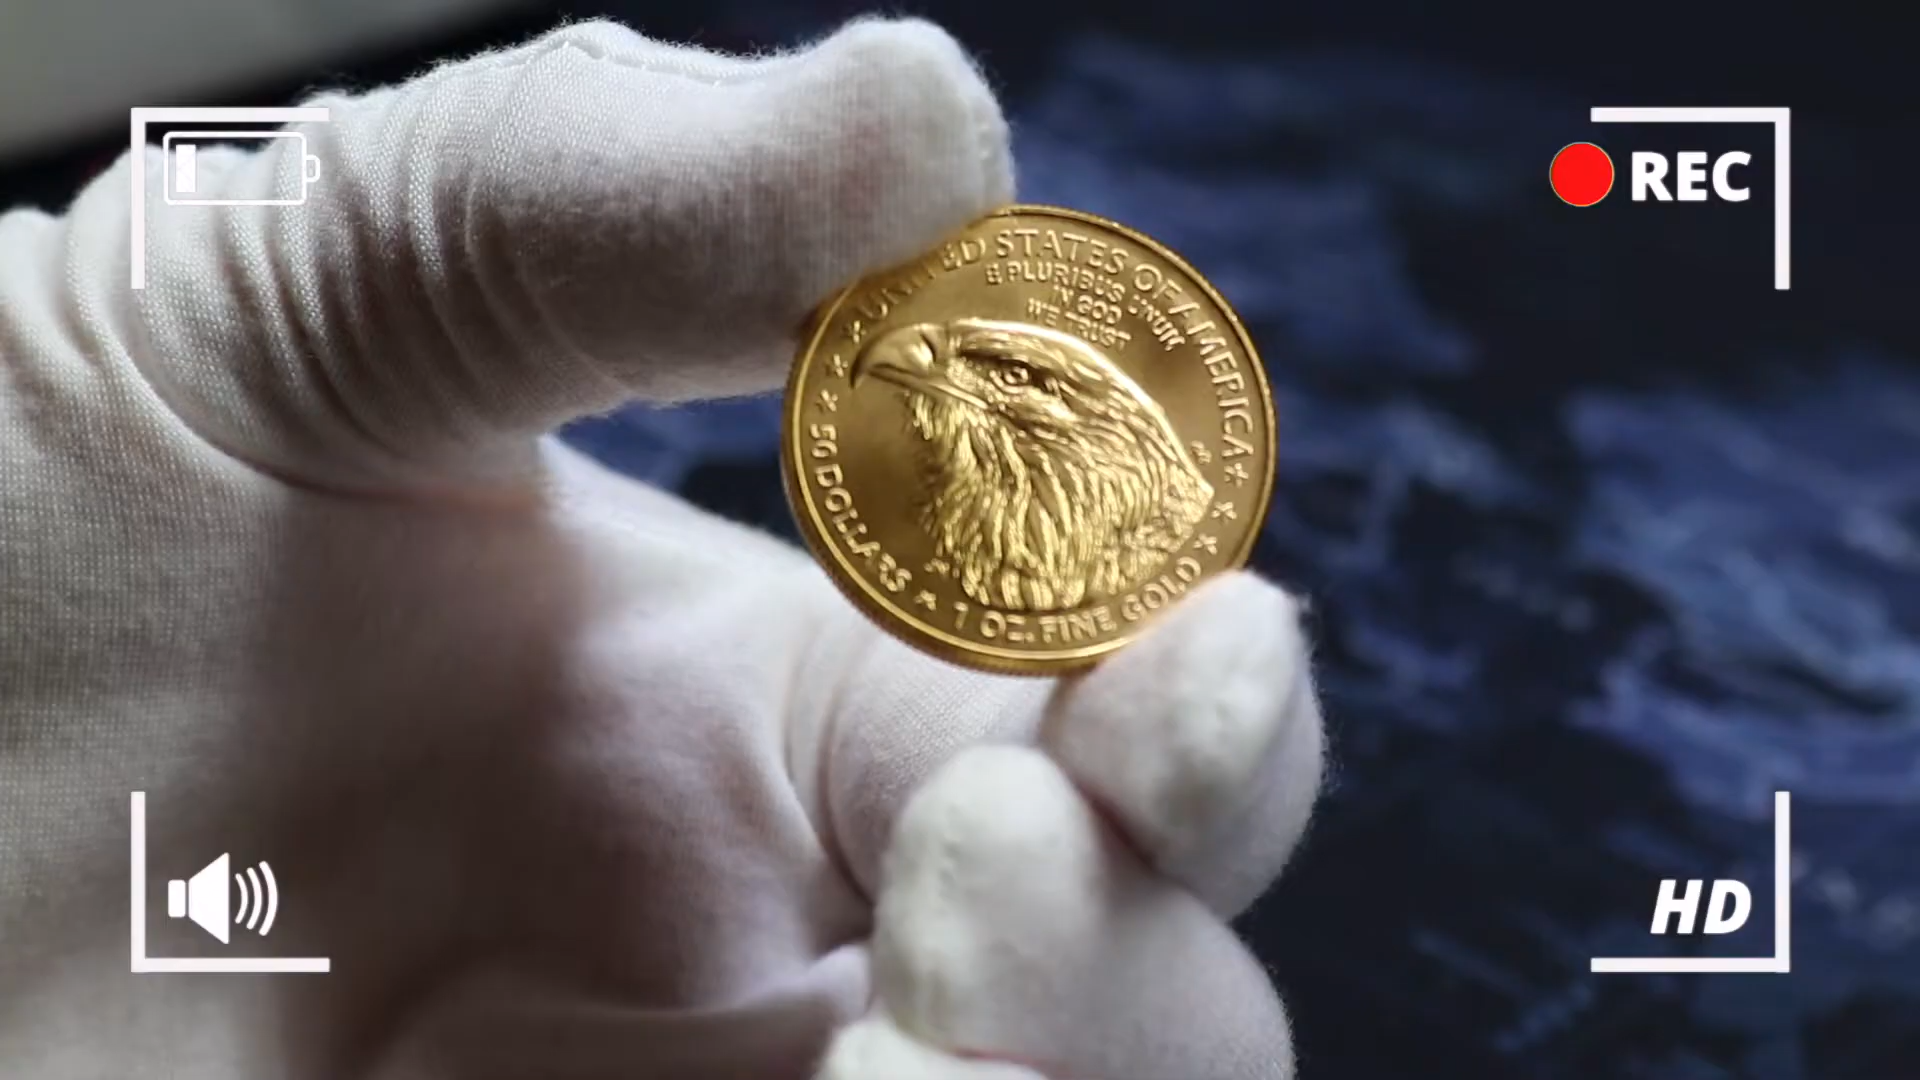 REC
UNITED STATES OF AMERICA
E PLURIBUS UNUM
IN GOD
WE TRUST
50 DOLLARS ★ 1 OZ. FINE GOLD
HD